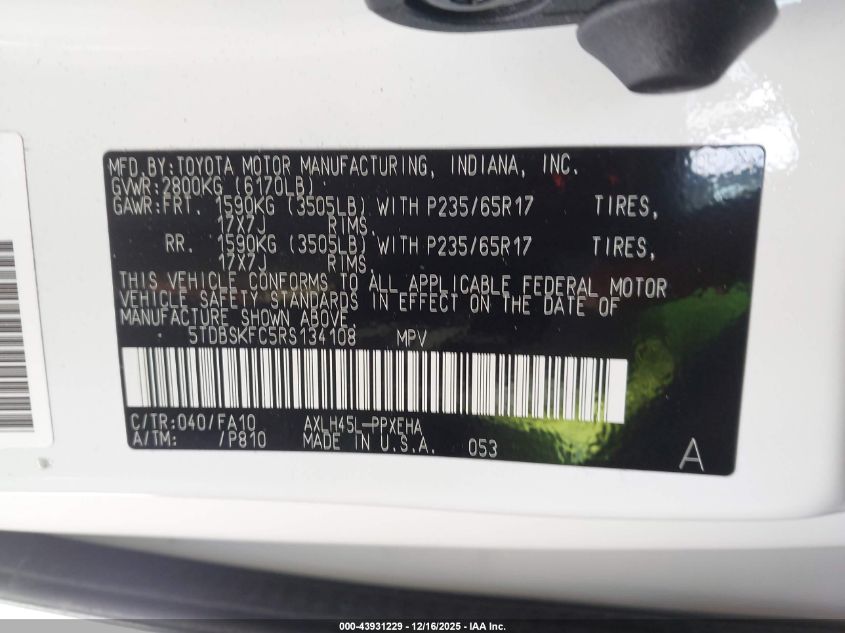 MFD.BY:TOYOTA MOTOR MANUFACTURING, INDIANA, INC.
GVWR:2800KG (6170LB)
GAWR:FRT. 1590KG (3505LB) WITH P235/65R17 TIRES,
17X7J RIMS,
RR. 1590KG (3505LB) WITH P235/65R17 TIRES,
17X7J RIMS,
THIS VEHICLE CONFORMS TO ALL APPLICABLE FEDERAL MOTOR
VEHICLE SAFETY STANDARDS IN EFFECT ON THE DATE OF
MANUFACTURE SHOWN ABOVE.
5TDBSKFC5RS134108 MPV
C/TR:040/FA10 AXLH45L-PPXEHA
A/TM: /P810 MADE IN U.S.A. 053
A
000-43931229 - 12/16/2025 - IAA Inc.